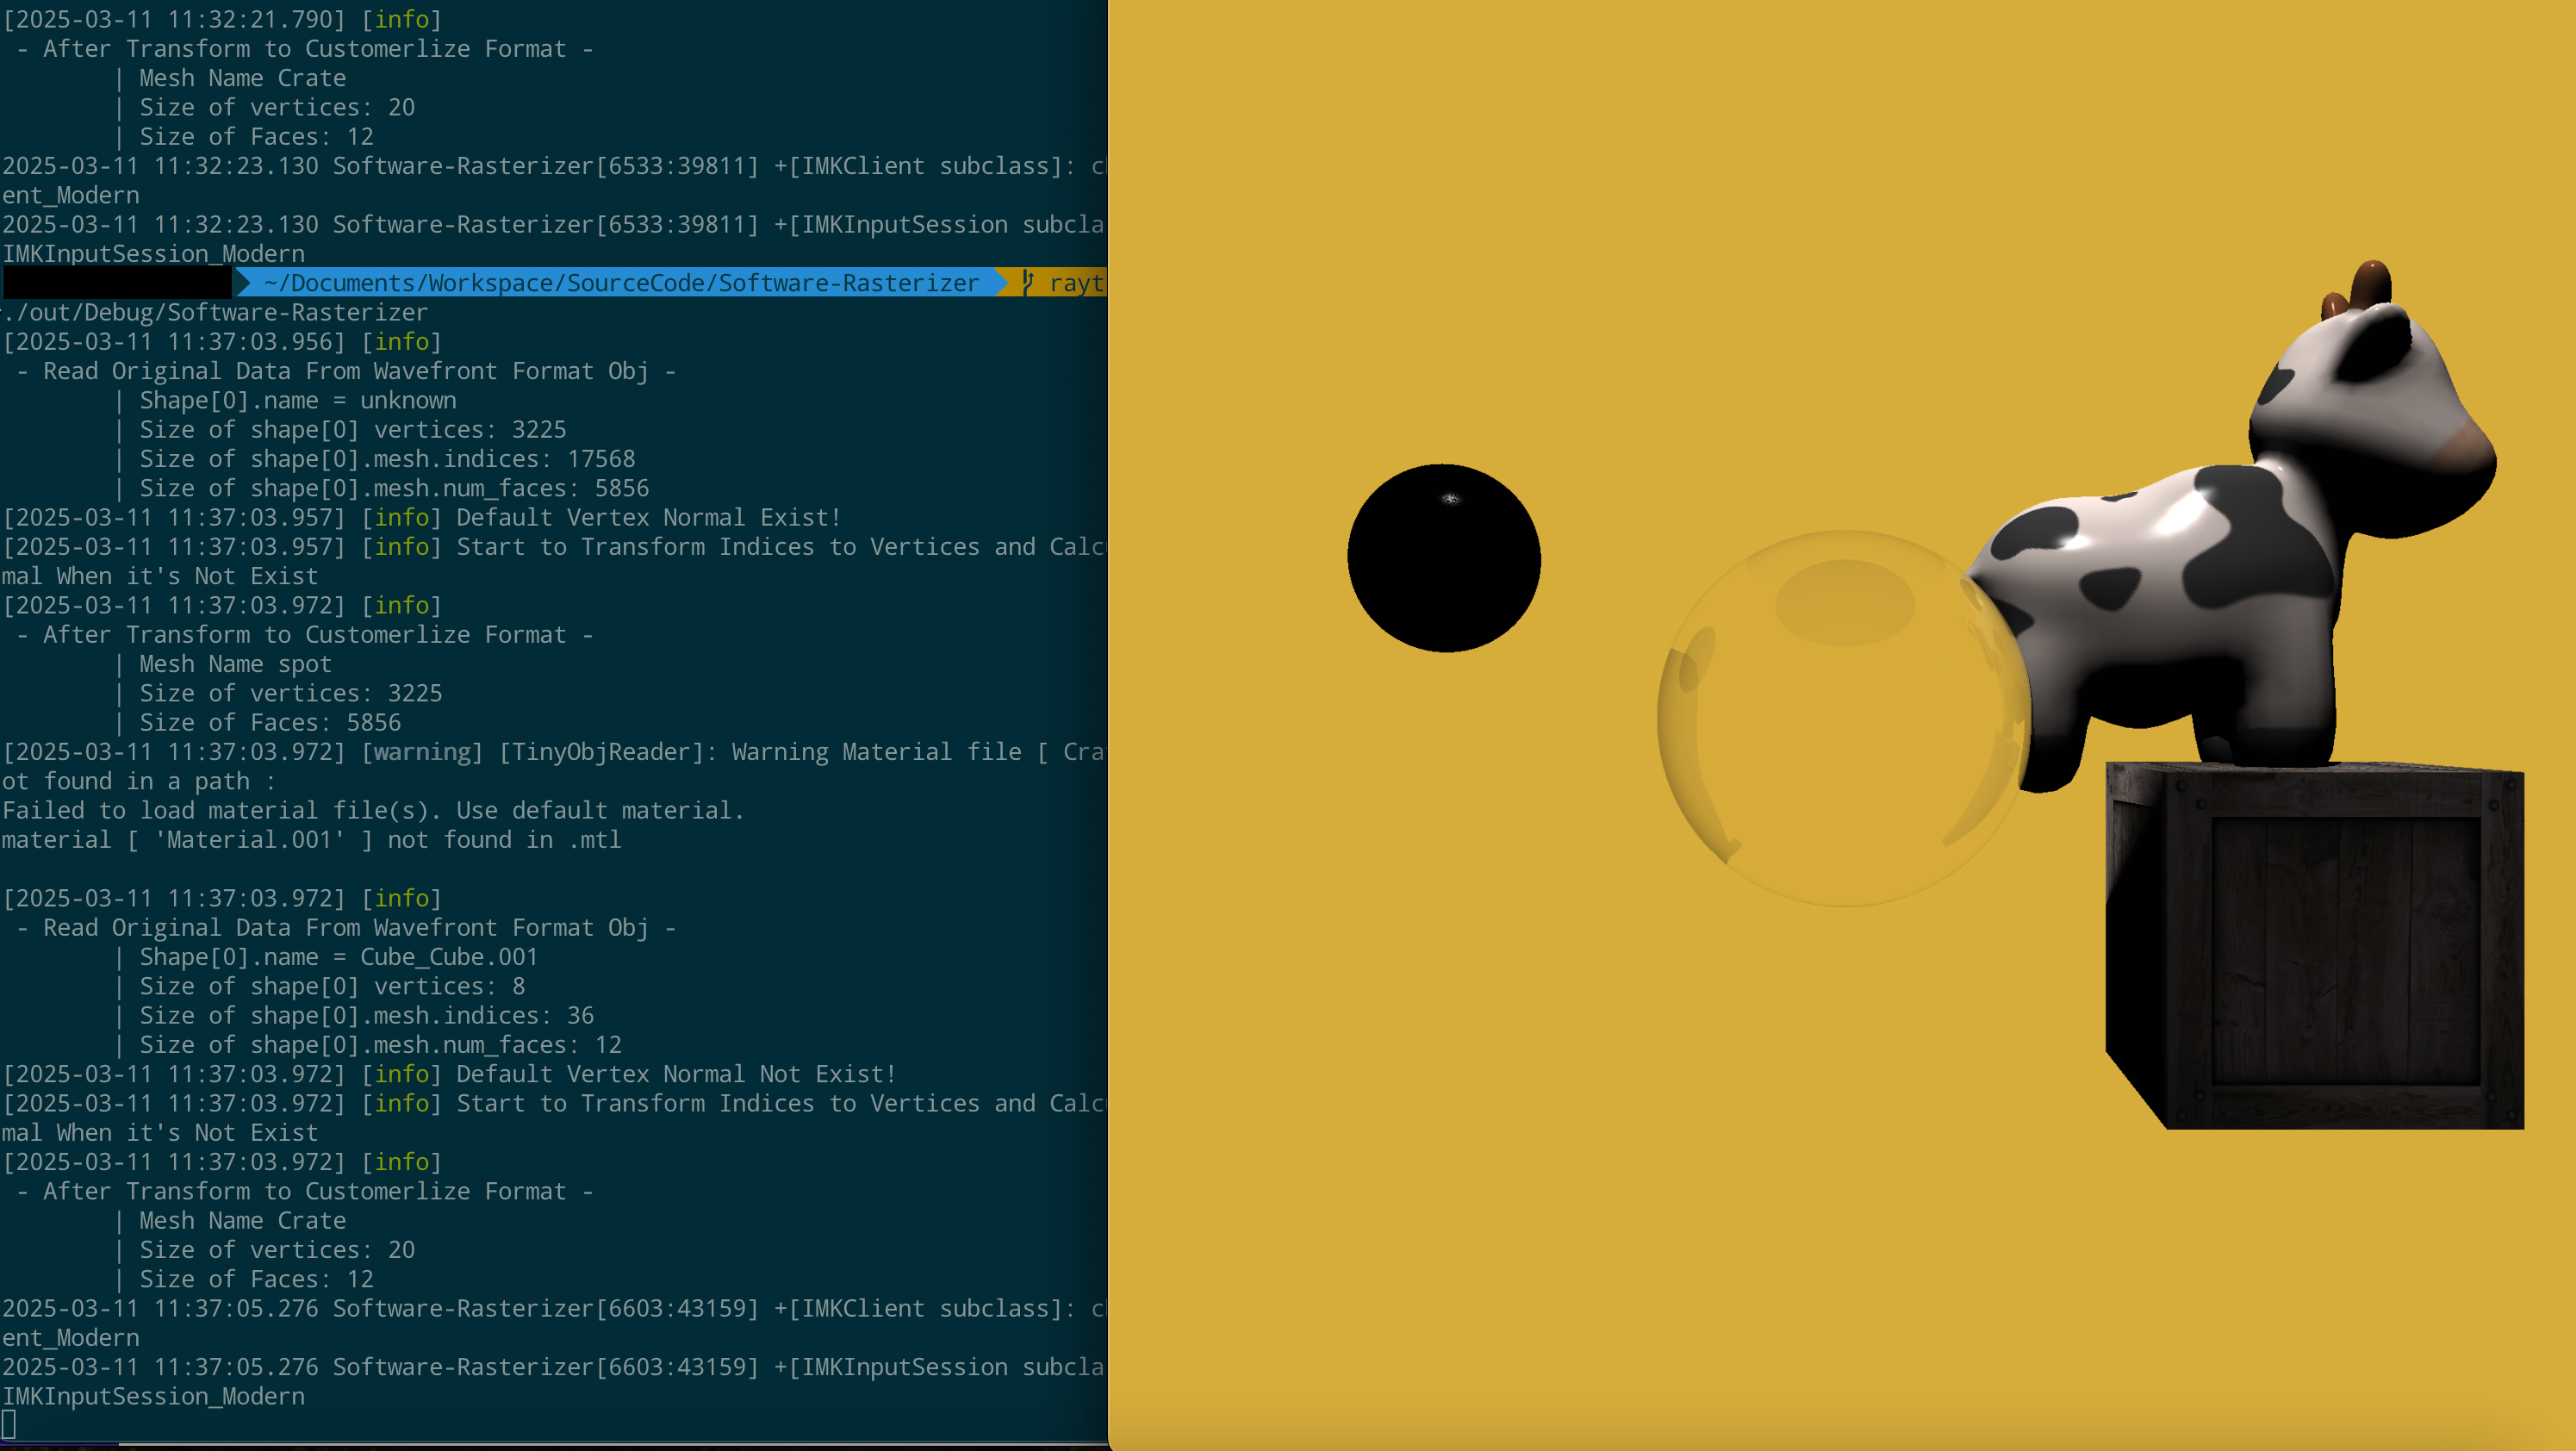 [2025-03-11 11:32:21.790] [info]
- After Transform to Customerlize Format -
| Mesh Name Crate
| Size of vertices: 20
| Size of Faces: 12
2025-03-11 11:32:23.130 Software-Rasterizer[6533:39811] +[IMKClient subclass]:
ent_Modern
2025-03-11 11:32:23.130 Software-Rasterizer[6533:39811] +[IMKInputSession subcla
IMKInputSession_Modern
~/Documents/Workspace/SourceCode/Software-Rasterizer rayt
./out/Debug/Software-Rasterizer
[2025-03-11 11:37:03.956] [info]
- Read Original Data From Wavefront Format Obj -
| Shape[0].name = unknown
| Size of shape[0] vertices: 3225
| Size of shape[0].mesh.indices: 17568
| Size of shape[0].mesh.num_faces: 5856
[2025-03-11 11:37:03.957] [info] Default Vertex Normal Exist!
[2025-03-11 11:37:03.957] [info] Start to Transform Indices to Vertices and Calc
mal When it's Not Exist
[2025-03-11 11:37:03.972] [info]
- After Transform to Customerlize Format -
| Mesh Name spot
| Size of vertices: 3225
| Size of Faces: 5856
[2025-03-11 11:37:03.972] [warning] [TinyObjReader]: Warning Material file [ Cra
ot found in a path :
Failed to load material file(s). Use default material.
material [ 'Material.001' ] not found in .mtl
[2025-03-11 11:37:03.972] [info]
- Read Original Data From Wavefront Format Obj -
| Shape[0].name = Cube_Cube.001
| Size of shape[0] vertices: 8
| Size of shape[0].mesh.indices: 36
| Size of shape[0].mesh.num_faces: 12
[2025-03-11 11:37:03.972] [info] Default Vertex Normal Not Exist!
[2025-03-11 11:37:03.972] [info] Start to Transform Indices to Vertices and Calc
mal When it's Not Exist
[2025-03-11 11:37:03.972] [info]
- After Transform to Customerlize Format -
| Mesh Name Crate
| Size of vertices: 20
| Size of Faces: 12
2025-03-11 11:37:05.276 Software-Rasterizer[6603:43159] +[IMKClient subclass]:
ent_Modern
2025-03-11 11:37:05.276 Software-Rasterizer[6603:43159] +[IMKInputSession subcla
IMKInputSession_Modern